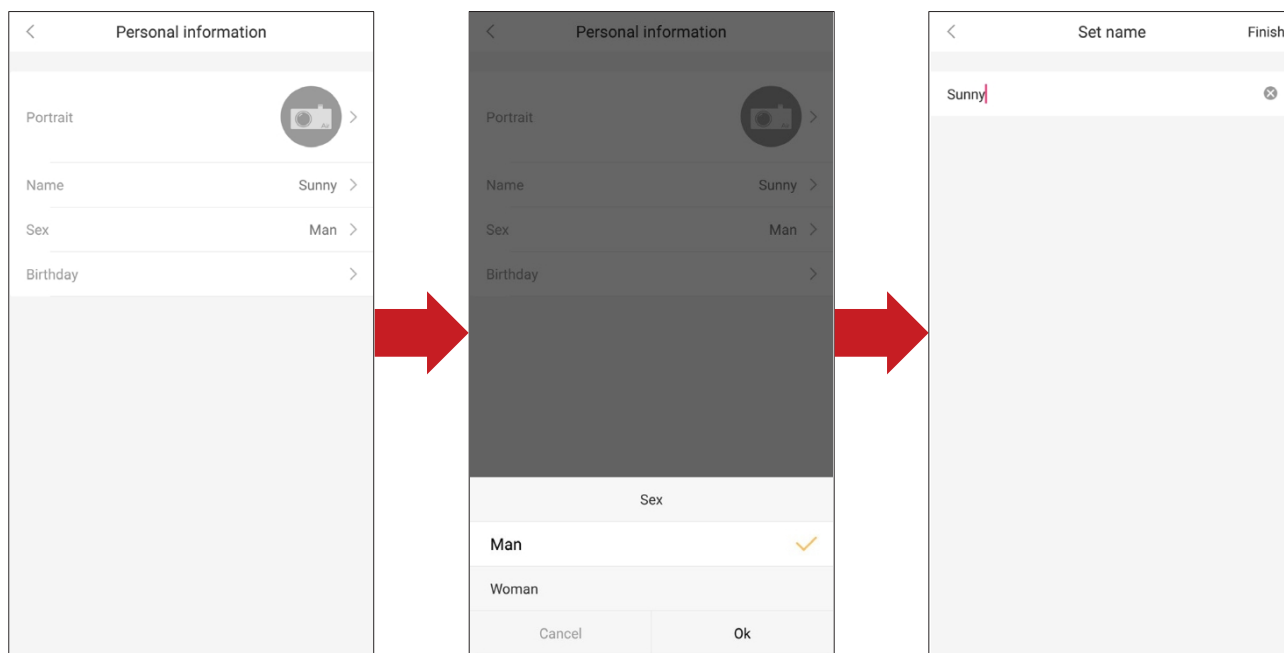 Personal information
Portrait
Name Sunny
Sex Man
Birthday
Personal information
Portrait
Name Sunny
Sex Man
Birthday
Sex
Man
Woman
Cancel Ok
Set name Finish
Sunny